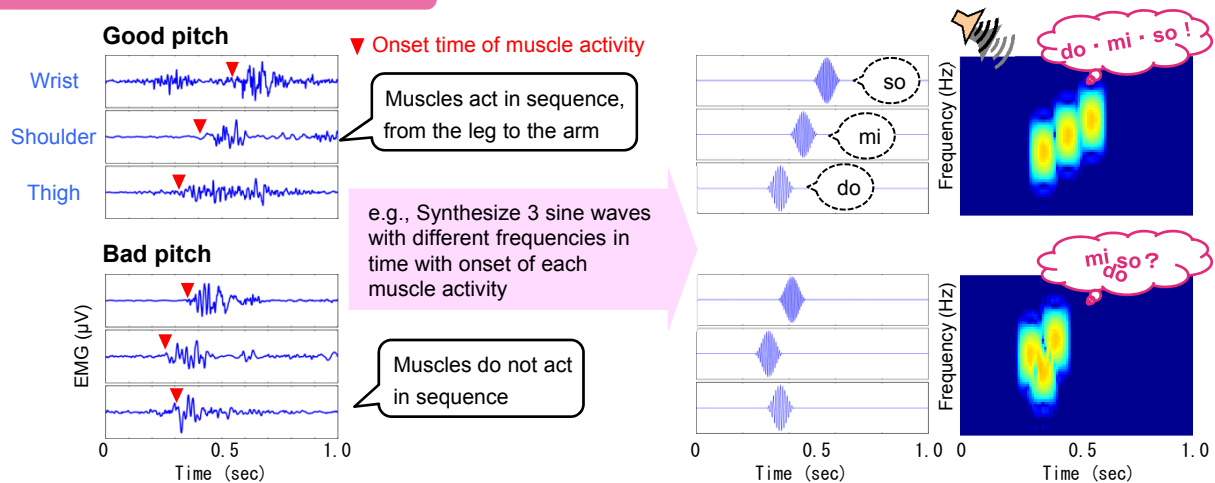 Good pitch
Onset time of muscle activity
Wrist
Shoulder
Thigh
Muscles act in sequence,
from the leg to the arm
so
mi
do
Frequency (Hz)
do・mi・so !
e.g., Synthesize 3 sine waves
with different frequencies in
time with onset of each
muscle activity
Bad pitch
EMG (μV)
Muscles do not act
in sequence
Frequency (Hz)
mi so ?
do
0 0.5 1.0
Time (sec)
0 0.5 1.0
Time (sec)
0 0.5 1.0
Time (sec)